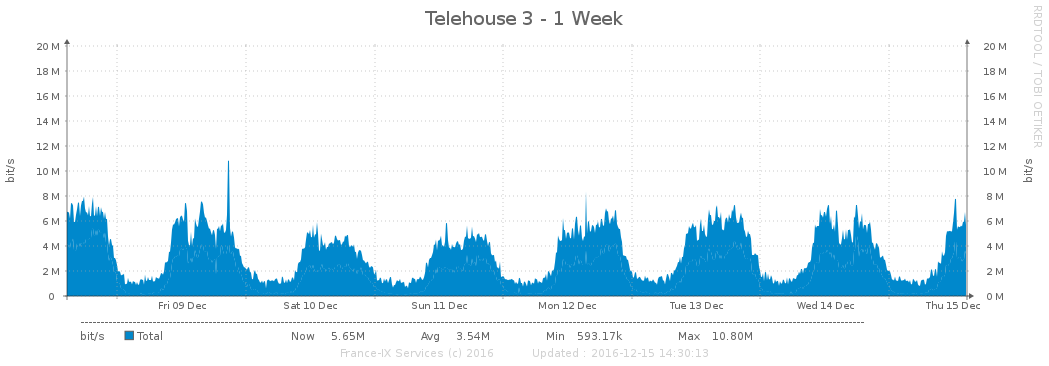 Telehouse 3 - 1 Week
RRDTOOL / TOBI OETIKER
20 M 20 M
18 M 18 M
16 M 16 M
14 M 14 M
12 M 12 M
10 M 10 M
8 M 8 M
6 M 6 M
4 M 4 M
2 M 2 M
0 0 M
bit/s bit/s
Fri 09 Dec Sat 10 Dec Sun 11 Dec Mon 12 Dec Tue 13 Dec Wed 14 Dec Thu 15 Dec
bit/s Total Now 5.65M Avg 3.54M Min 593.17k Max 10.80M
France-IX Services (c) 2016 Updated : 2016-12-15 14:30:13